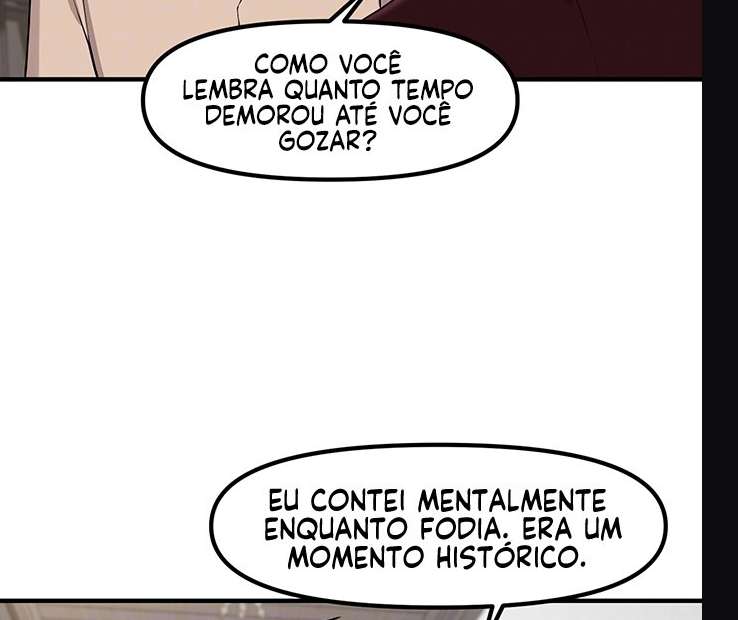 COMO VOCÊ
LEMBRA QUANTO TEMPO
DEMOROU ATÉ VOCÊ
GOZAR?
EU CONTEI MENTALMENTE
ENQUANTO FODIA. ERA UM
MOMENTO HISTÓRICO.